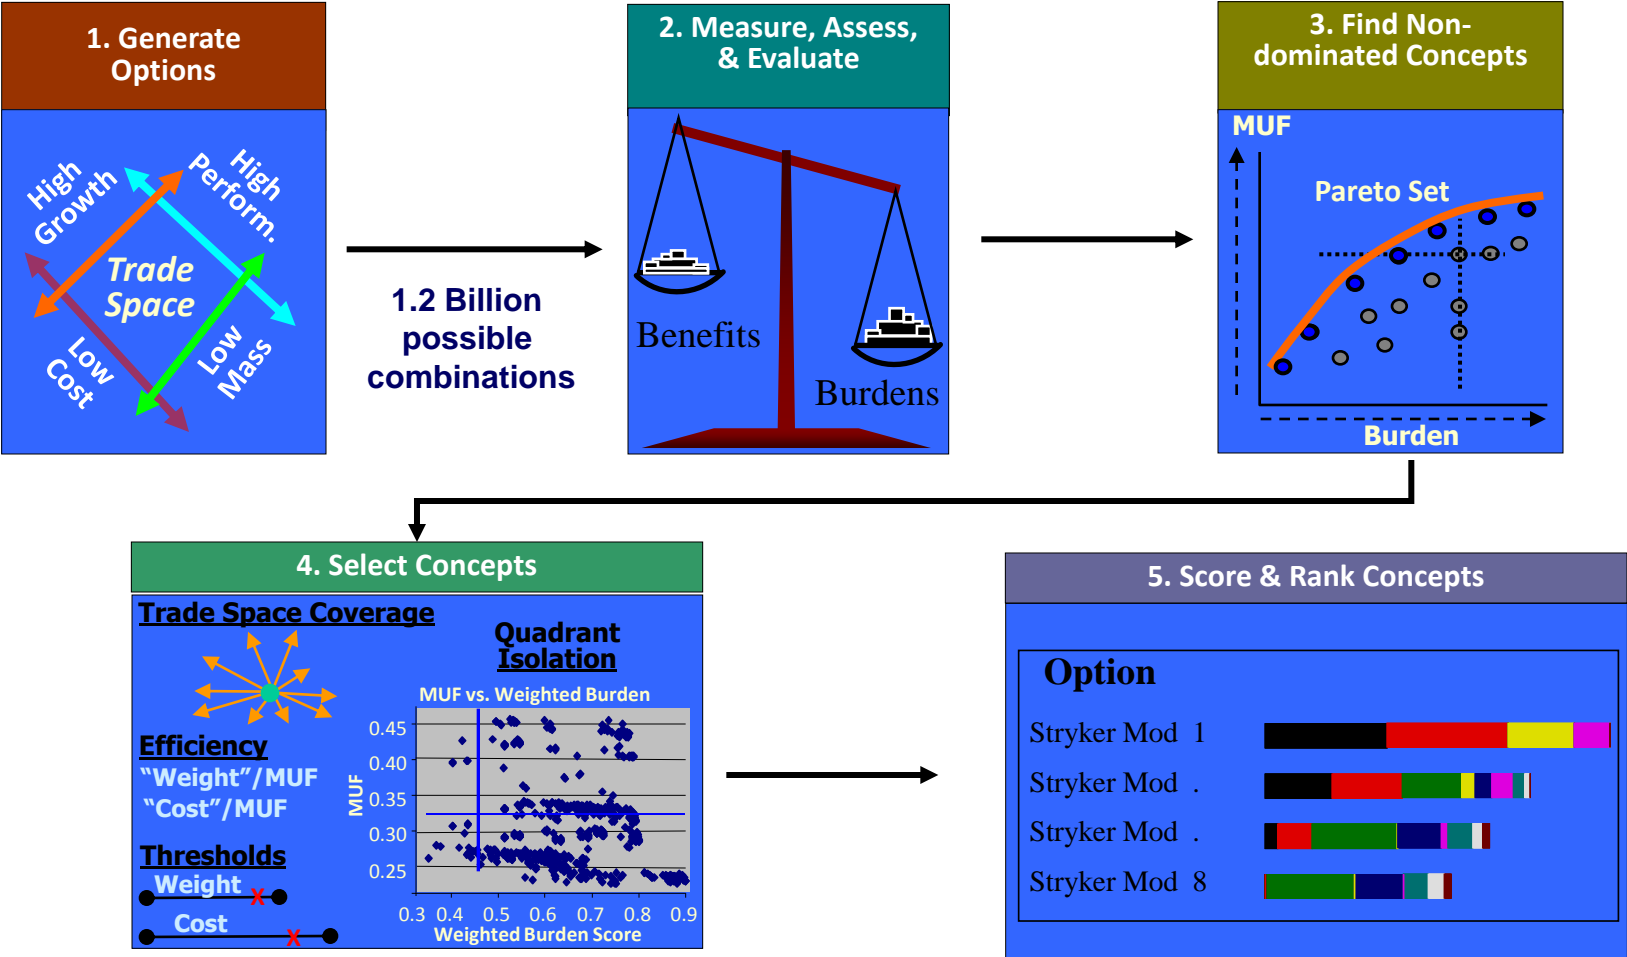 1. Generate
Options
High
Growth
High
Perform.
Trade
Space
Low
Cost
Low
Mass
1.2 Billion
possible
combinations
2. Measure, Assess,
& Evaluate
Benefits
Burdens
3. Find Non-
dominated Concepts
MUF
Pareto Set
Burden
4. Select Concepts
Trade Space Coverage
Efficiency
“Weight”/MUF
“Cost”/MUF
Thresholds
Weight
X
Cost
X
Quadrant
Isolation
MUF vs. Weighted Burden
MUF
0.45
0.40
0.35
0.30
0.25
0.3 0.4 0.5 0.6 0.7 0.8 0.9
Weighted Burden Score
5. Score & Rank Concepts
Option
Stryker Mod 1
Stryker Mod .
Stryker Mod .
Stryker Mod 8